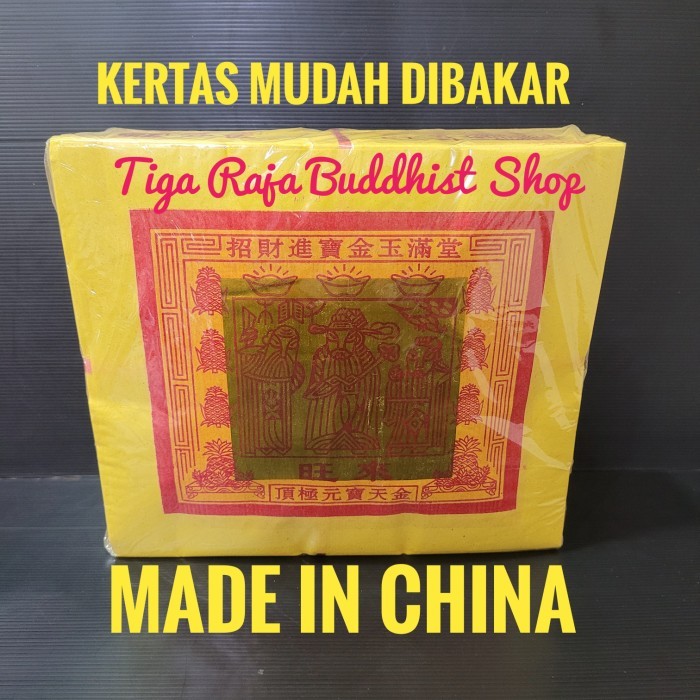 KERTAS MUDAH DIBAKAR
Tiga Raja Buddhist Shop
招財進寶金玉滿堂
旺來
頂極元寶天金
MADE IN CHINA